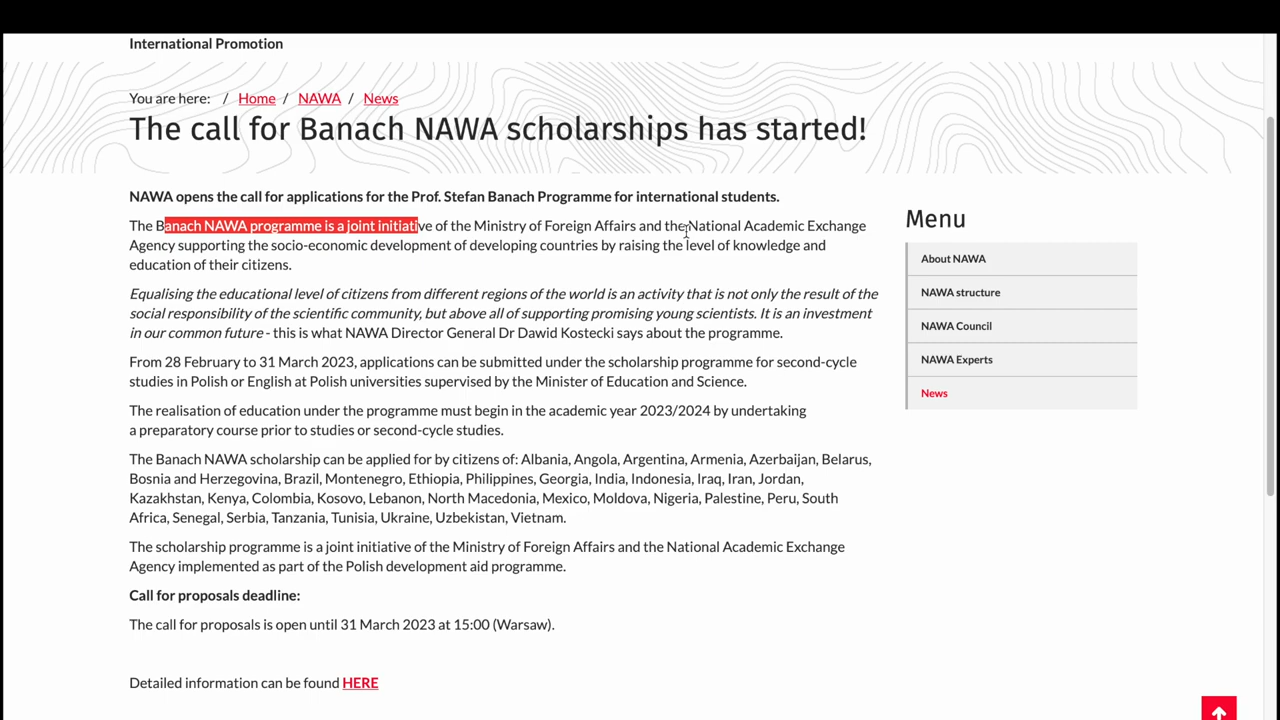 International Promotion
You are here: / Home / NAWA / News
The call for Banach NAWA scholarships has started!
NAWA opens the call for applications for the Prof. Stefan Banach Programme for international students.
The Banach NAWA programme is a joint initiative of the Ministry of Foreign Affairs and the National Academic Exchange
Agency supporting the socio-economic development of developing countries by raising the level of knowledge and
education of their citizens.
Equalising the educational level of citizens from different regions of the world is an activity that is not only the result of the
social responsibility of the scientific community, but above all of supporting promising young scientists. It is an investment
in our common future - this is what NAWA Director General Dr Dawid Kostecki says about the programme.
From 28 February to 31 March 2023, applications can be submitted under the scholarship programme for second-cycle
studies in Polish or English at Polish universities supervised by the Minister of Education and Science.
The realisation of education under the programme must begin in the academic year 2023/2024 by undertaking
a preparatory course prior to studies or second-cycle studies.
The Banach NAWA scholarship can be applied for by citizens of: Albania, Angola, Argentina, Armenia, Azerbaijan, Belarus,
Bosnia and Herzegovina, Brazil, Montenegro, Ethiopia, Philippines, Georgia, India, Indonesia, Iraq, Iran, Jordan,
Kazakhstan, Kenya, Colombia, Kosovo, Lebanon, North Macedonia, Mexico, Moldova, Nigeria, Palestine, Peru, South
Africa, Senegal, Serbia, Tanzania, Tunisia, Ukraine, Uzbekistan, Vietnam.
The scholarship programme is a joint initiative of the Ministry of Foreign Affairs and the National Academic Exchange
Agency implemented as part of the Polish development aid programme.
Call for proposals deadline:
The call for proposals is open until 31 March 2023 at 15:00 (Warsaw).
Detailed information can be found HERE
Menu
About NAWA
NAWA structure
NAWA Council
NAWA Experts
News